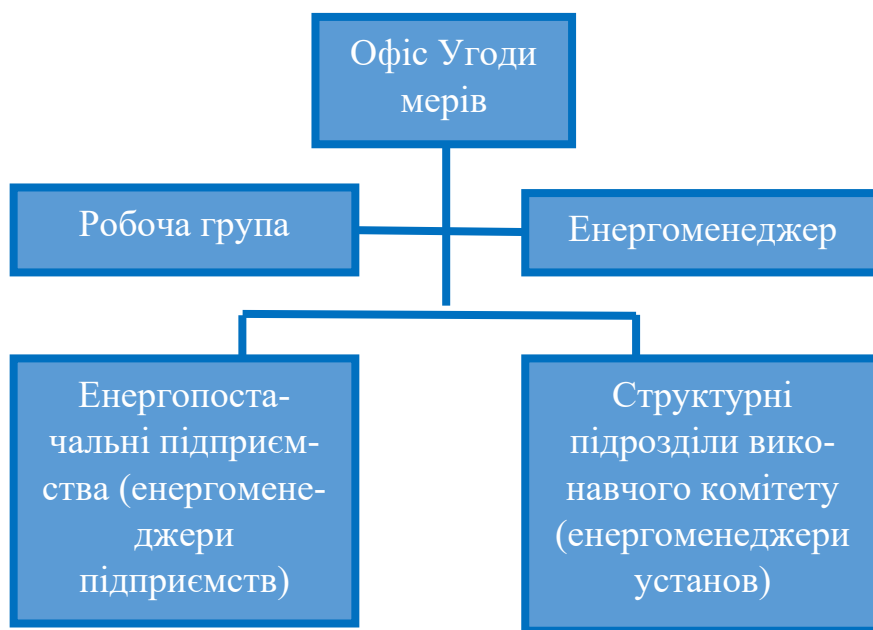 Офіс Угоди
мерів
Робоча група
Енергоменеджер
Енергопоста-
чальні підприєм-
ства (енергомене-
джери
підприємств)
Структурні
підрозділи вико-
навчого комітету
(енергоменеджери
установ)